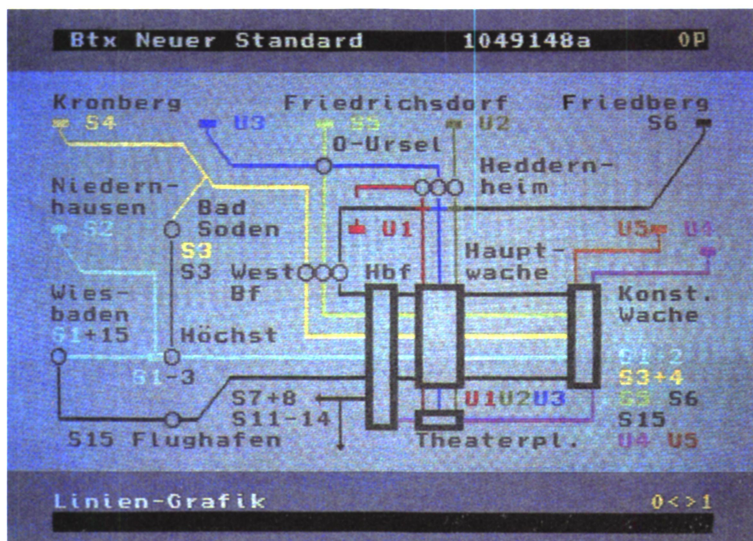 Btx Neuer Standard 1049148a 0P
Kronberg Friedrichsdorf Friedberg
S4 U3 S5 U2 S6
O-Ursel
Heddern-
heim
Niedern-
hausen
S2
Bad
Soden
S3
S3
U1
U5 U4
West
Bf
Hbf
Haupt-
wache
Wies-
baden
S1+15
Höchst
S1-3
Konst.
Wache
S1+2
S3+4
S5 S6
S15
U4 U5
S7+8
S11-14
U1U2U3
S15 Flughafen
Theaterpl.
Linien-Grafik 0<>1